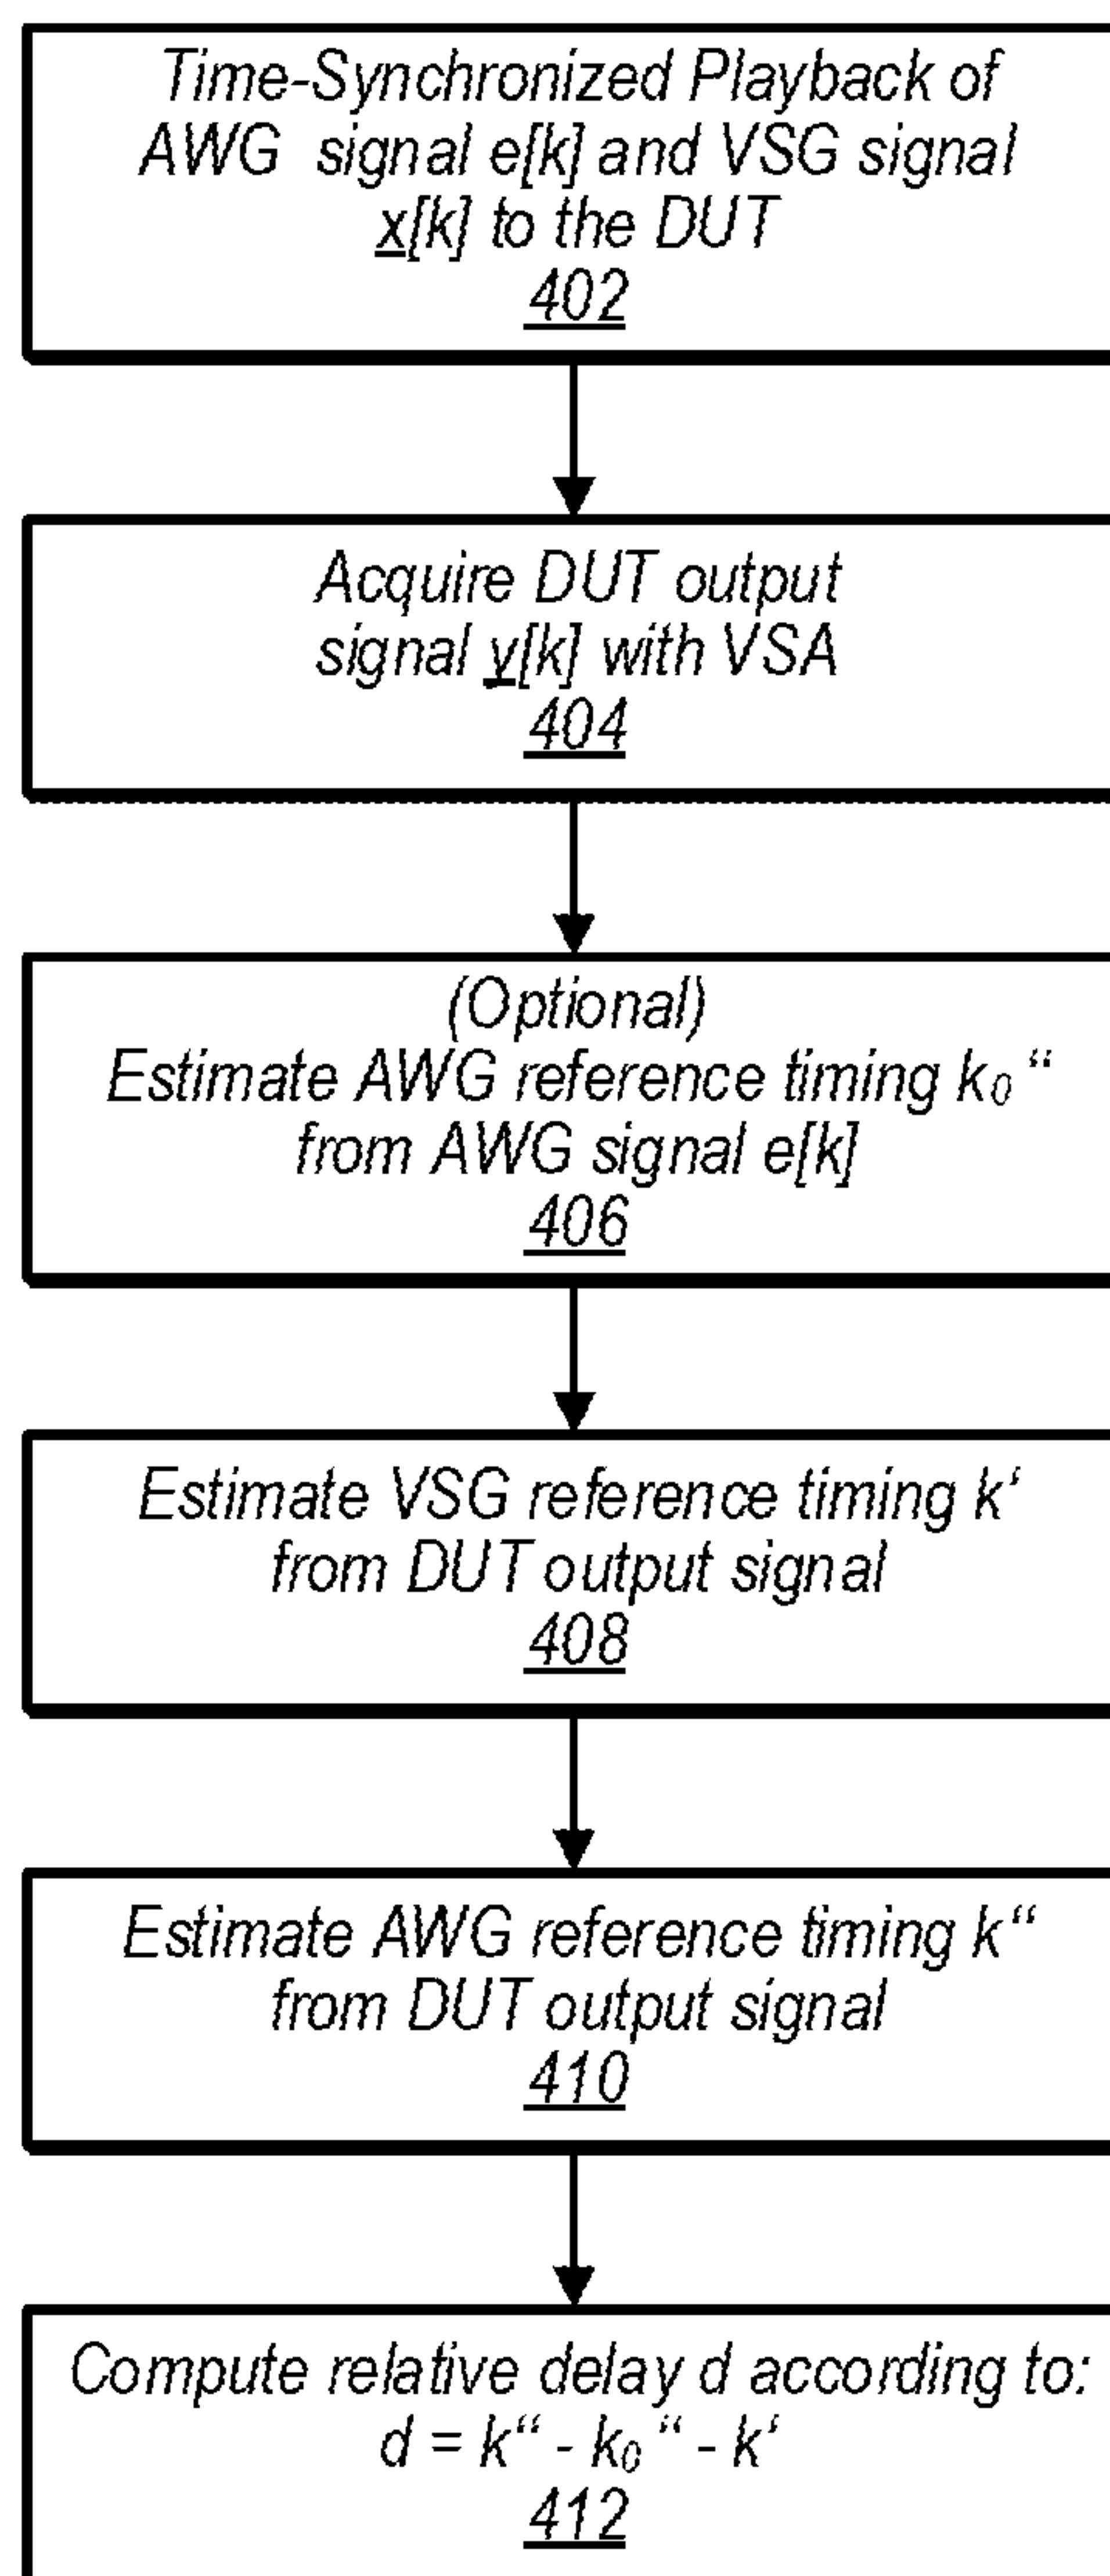 Time-Synchronized Playback of
AWG signal e[k] and VSG signal
x[k] to the DUT
402
Acquire DUT output
signal y[k] with VSA
404
(Optional)
Estimate AWG reference timing k₀“
from AWG signal e[k]
406
Estimate VSG reference timing k‘
from DUT output signal
408
Estimate AWG reference timing k“
from DUT output signal
410
Compute relative delay d according to:
d = k“ - k₀“ - k‘
412